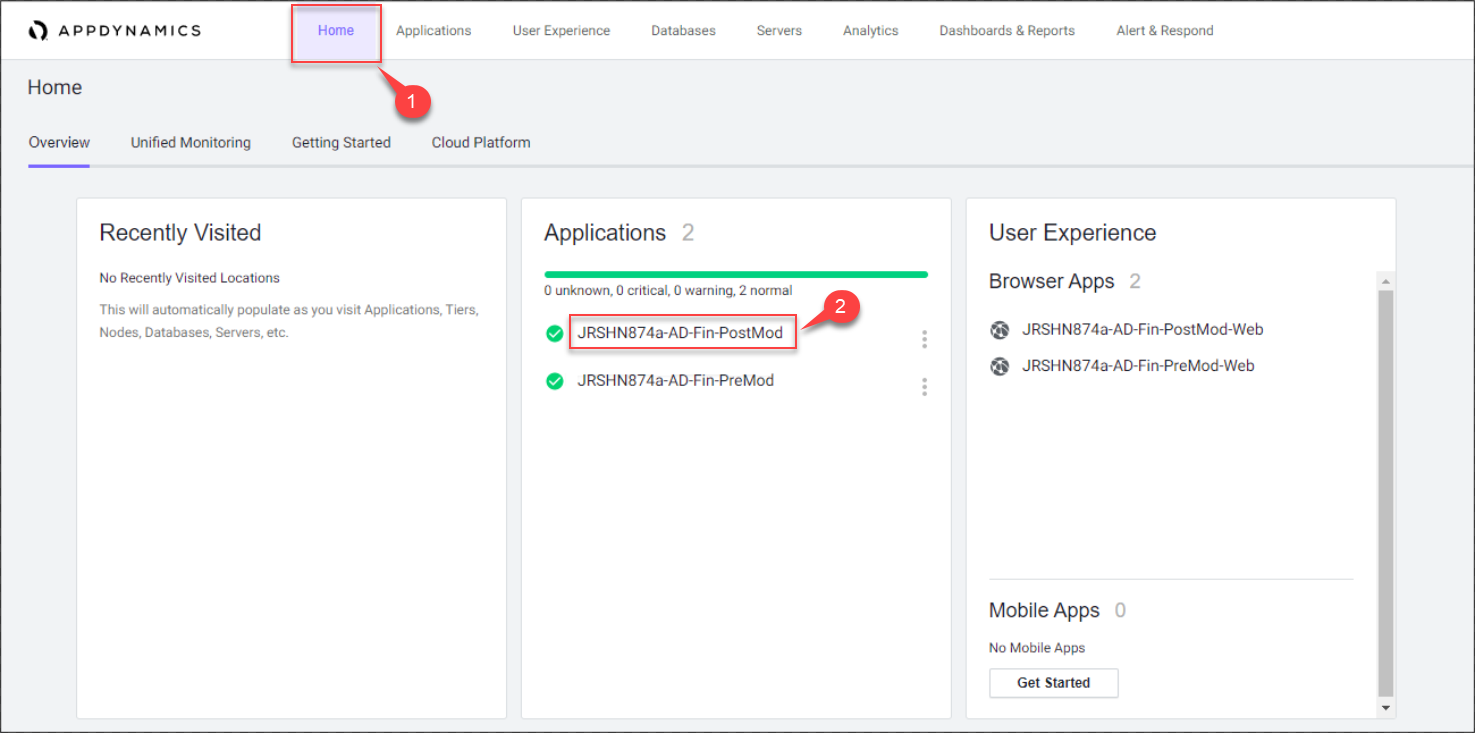 APPDYNAMICS
Home
Applications
User Experience
Databases
Servers
Analytics
Dashboards & Reports
Alert & Respond
1
Home
Overview
Unified Monitoring
Getting Started
Cloud Platform
Recently Visited
No Recently Visited Locations
This will automatically populate as you visit Applications, Tiers,
Nodes, Databases, Servers, etc.
Applications 2
0 unknown, 0 critical, 0 warning, 2 normal
2
JRSHN874a-AD-Fin-PostMod
JRSHN874a-AD-Fin-PreMod
User Experience
Browser Apps 2
JRSHN874a-AD-Fin-PostMod-Web
JRSHN874a-AD-Fin-PreMod-Web
Mobile Apps 0
No Mobile Apps
Get Started